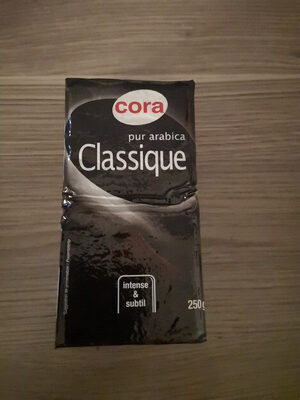 cora
pur arabica
Classique
intense
&
subtil
250g